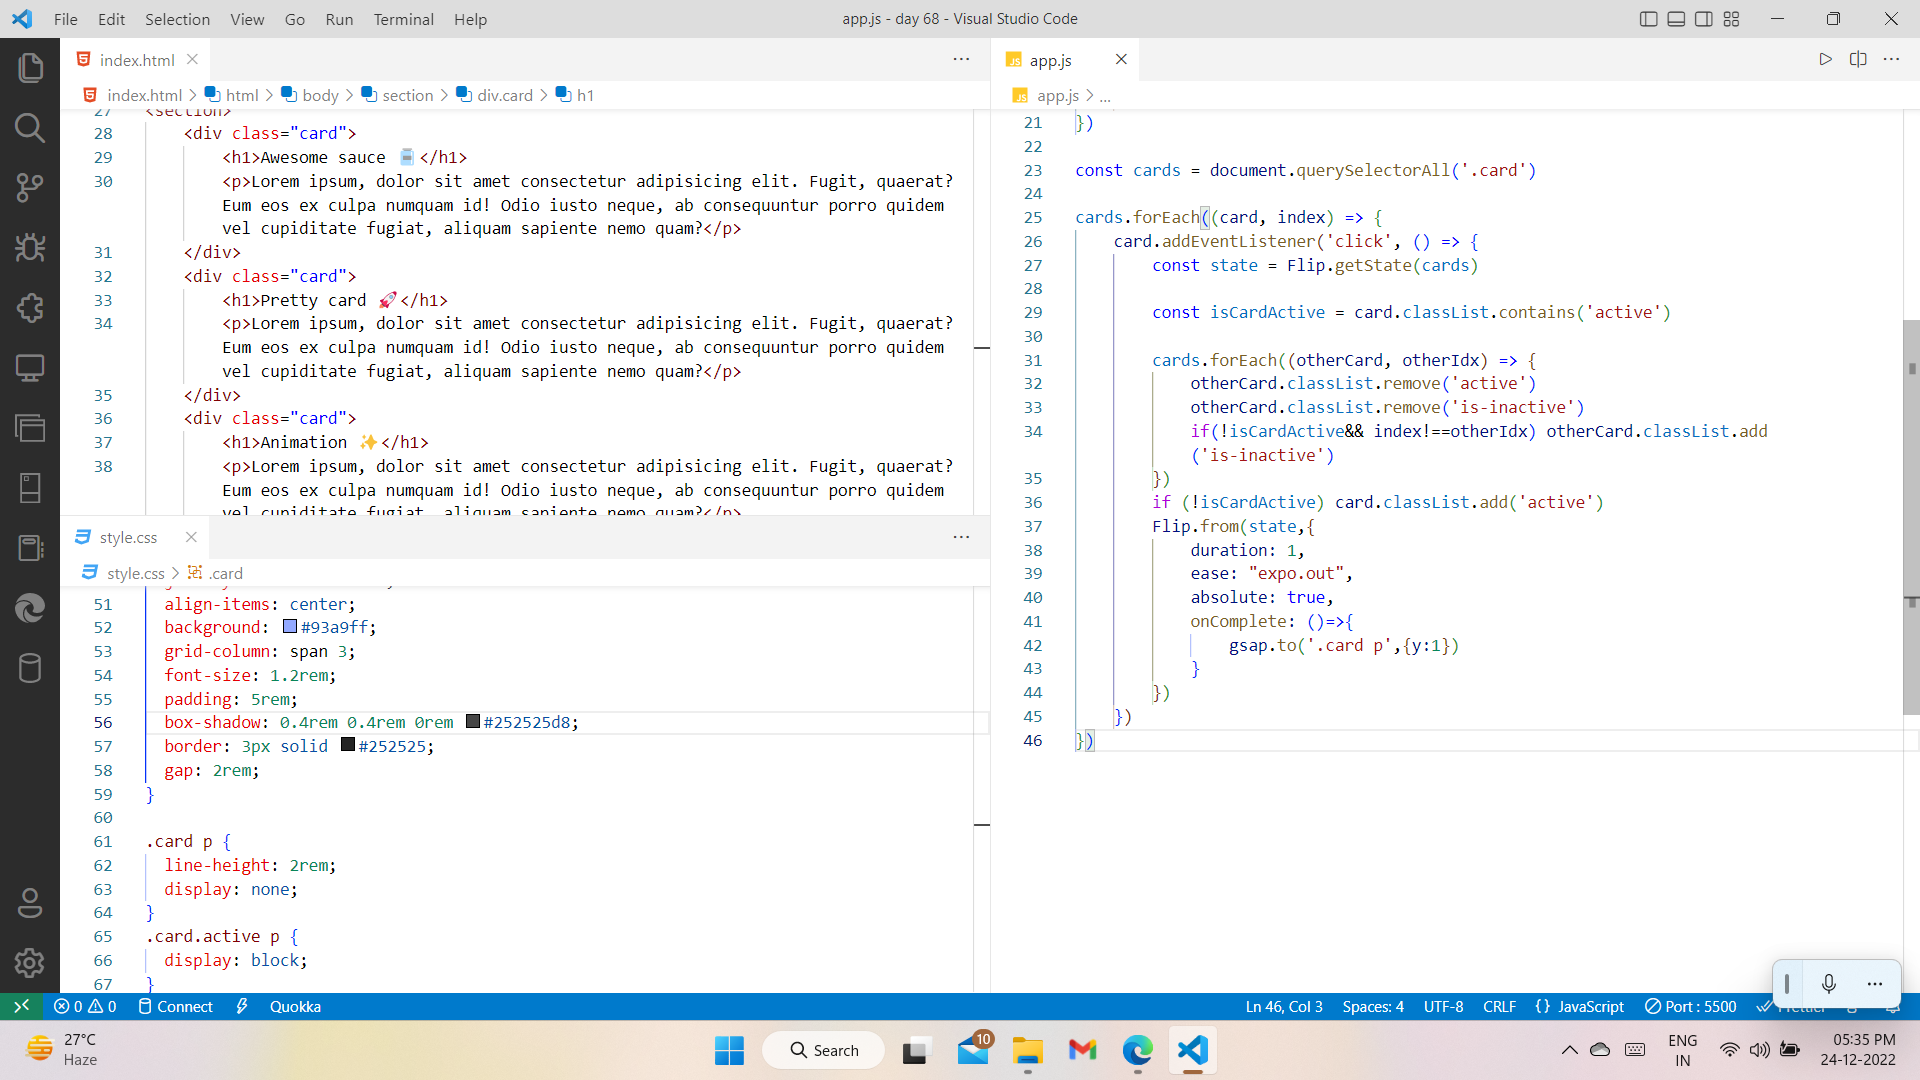 File Edit Selection View Go Run Terminal Help
app.js - day 68 - Visual Studio Code
index.html
index.html > html > body > section > div.card > h1
27 <section>
28 <div class="card">
29 <h1>Awesome sauce 🫙</h1>
30 <p>Lorem ipsum, dolor sit amet consectetur adipisicing elit. Fugit, quaerat?
Eum eos ex culpa numquam id! Odio iusto neque, ab consequuntur porro quidem
vel cupiditate fugiat, aliquam sapiente nemo quam?</p>
31 </div>
32 <div class="card">
33 <h1>Pretty card 🚀</h1>
34 <p>Lorem ipsum, dolor sit amet consectetur adipisicing elit. Fugit, quaerat?
Eum eos ex culpa numquam id! Odio iusto neque, ab consequuntur porro quidem
vel cupiditate fugiat, aliquam sapiente nemo quam?</p>
35 </div>
36 <div class="card">
37 <h1>Animation ✨</h1>
38 <p>Lorem ipsum, dolor sit amet consectetur adipisicing elit. Fugit, quaerat?
Eum eos ex culpa numquam id! Odio iusto neque, ab consequuntur porro quidem
vel cupiditate fugiat, aliquam sapiente nemo quam?</p>
style.css
style.css > .card
51 align-items: center;
52 background: #93a9ff;
53 grid-column: span 3;
54 font-size: 1.2rem;
55 padding: 5rem;
56 box-shadow: 0.4rem 0.4rem 0rem #252525d8;
57 border: 3px solid #252525;
58 gap: 2rem;
59 }
60
61 .card p {
62 line-height: 2rem;
63 display: none;
64 }
65 .card.active p {
66 display: block;
67 }
app.js
app.js > ...
21 })
22
23 const cards = document.querySelectorAll('.card')
24
25 cards.forEach((card, index) => {
26 card.addEventListener('click', () => {
27 const state = Flip.getState(cards)
28
29 const isCardActive = card.classList.contains('active')
30
31 cards.forEach((otherCard, otherIdx) => {
32 otherCard.classList.remove('active')
33 otherCard.classList.remove('is-inactive')
34 if(!isCardActive&& index!==otherIdx) otherCard.classList.add
('is-inactive')
35 })
36 if (!isCardActive) card.classList.add('active')
37 Flip.from(state,{
38 duration: 1,
39 ease: "expo.out",
40 absolute: true,
41 onComplete: ()=>{
42 gsap.to('.card p',{y:1})
43 }
44 })
45 })
46 })
0 0 Connect Quokka
Ln 46, Col 3 Spaces: 4 UTF-8 CRLF {} JavaScript Port : 5500 Prettier
27°C
Haze
Search
10
ENG
IN
05:35 PM
24-12-2022